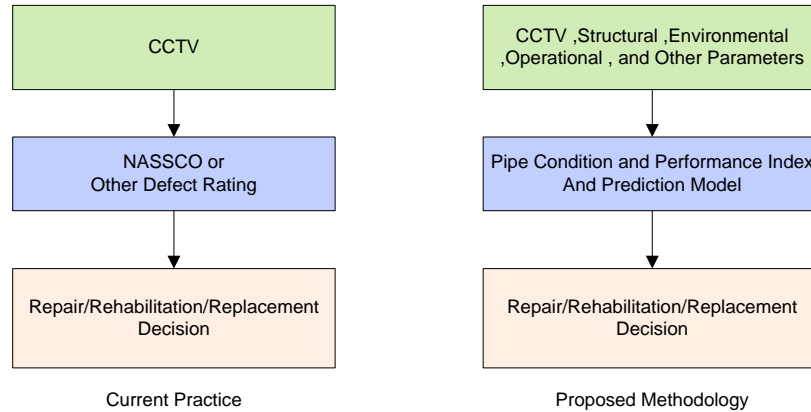 CCTV
NASSCO or
Other Defect Rating
Repair/Rehabilitation/Replacement
Decision
Current Practice
CCTV ,Structural ,Environmental
,Operational , and Other Parameters
Pipe Condition and Performance Index
And Prediction Model
Repair/Rehabilitation/Replacement
Decision
Proposed Methodology